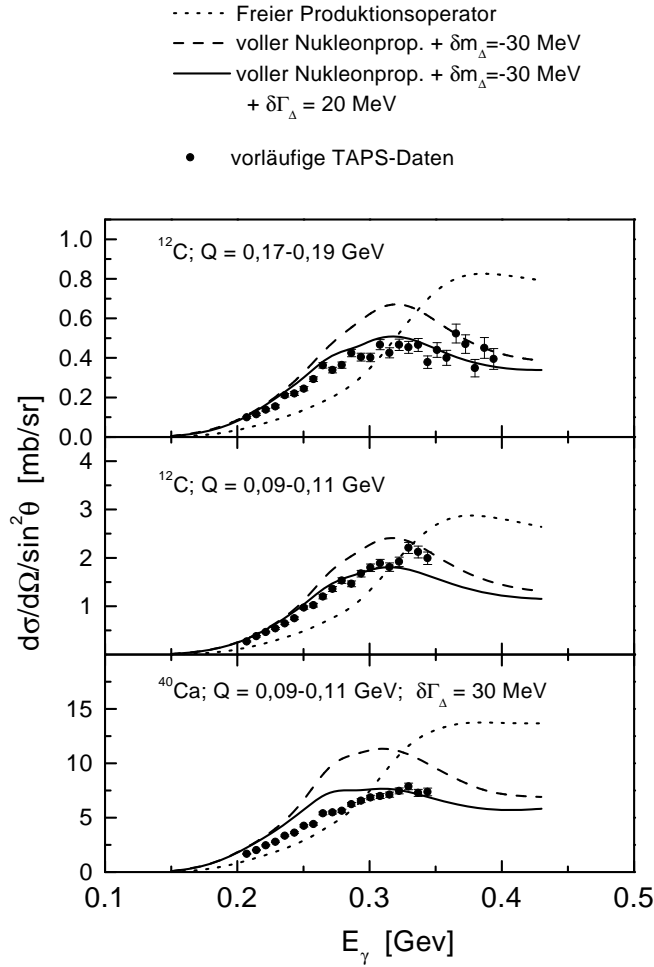 Freier Produktionsoperator
voller Nukleonprop. + δm_Δ=-30 MeV
voller Nukleonprop. + δm_Δ=-30 MeV
+ δΓ_Δ = 20 MeV
vorläufige TAPS-Daten
1.0
0.8
0.6
0.4
0.2
0.0
¹²C; Q = 0,17-0,19 GeV
4
3
2
1
¹²C; Q = 0,09-0,11 GeV
15
10
5
0
⁴⁰Ca; Q = 0,09-0,11 GeV; δΓ_Δ = 30 MeV
dσ/dΩ/sin²θ [mb/sr]
0.1 0.2 0.3 0.4 0.5
E_γ [Gev]